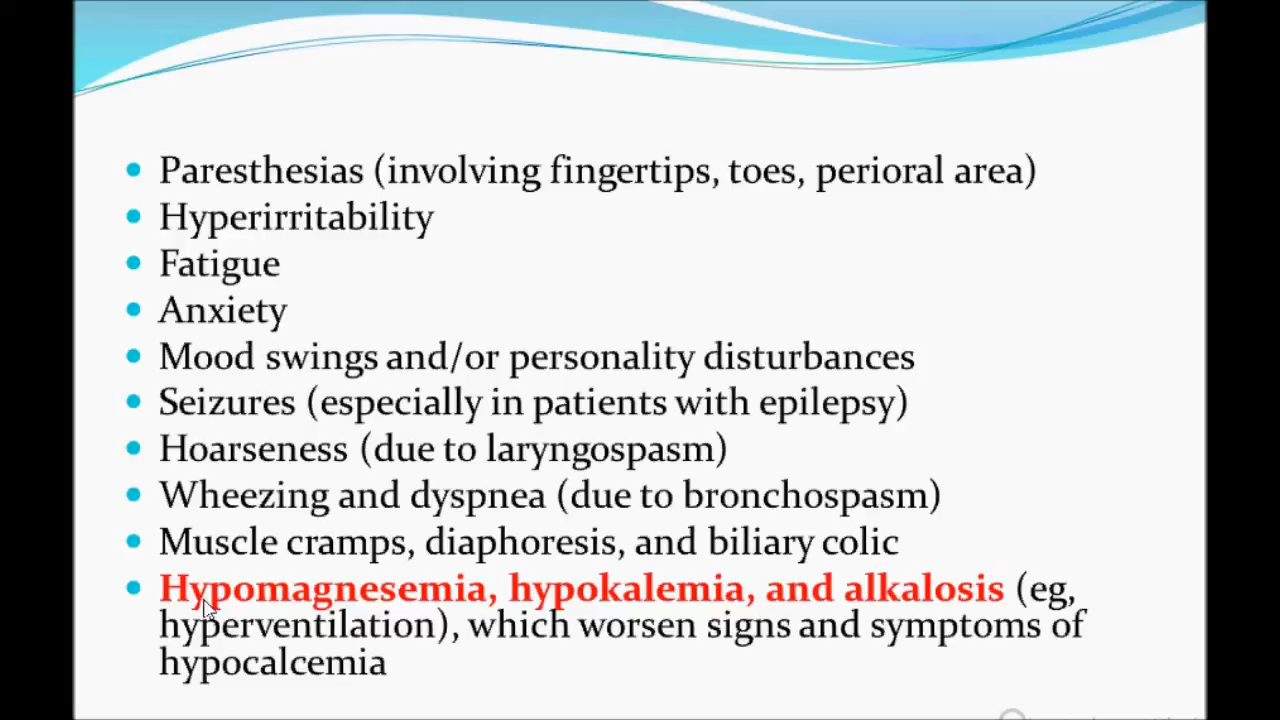 • Paresthesias (involving fingertips, toes, perioral area)
• Hyperirritability
• Fatigue
• Anxiety
• Mood swings and/or personality disturbances
• Seizures (especially in patients with epilepsy)
• Hoarseness (due to laryngospasm)
• Wheezing and dyspnea (due to bronchospasm)
• Muscle cramps, diaphoresis, and biliary colic
• Hypomagnesemia, hypokalemia, and alkalosis (eg,
hyperventilation), which worsen signs and symptoms of
hypocalcemia